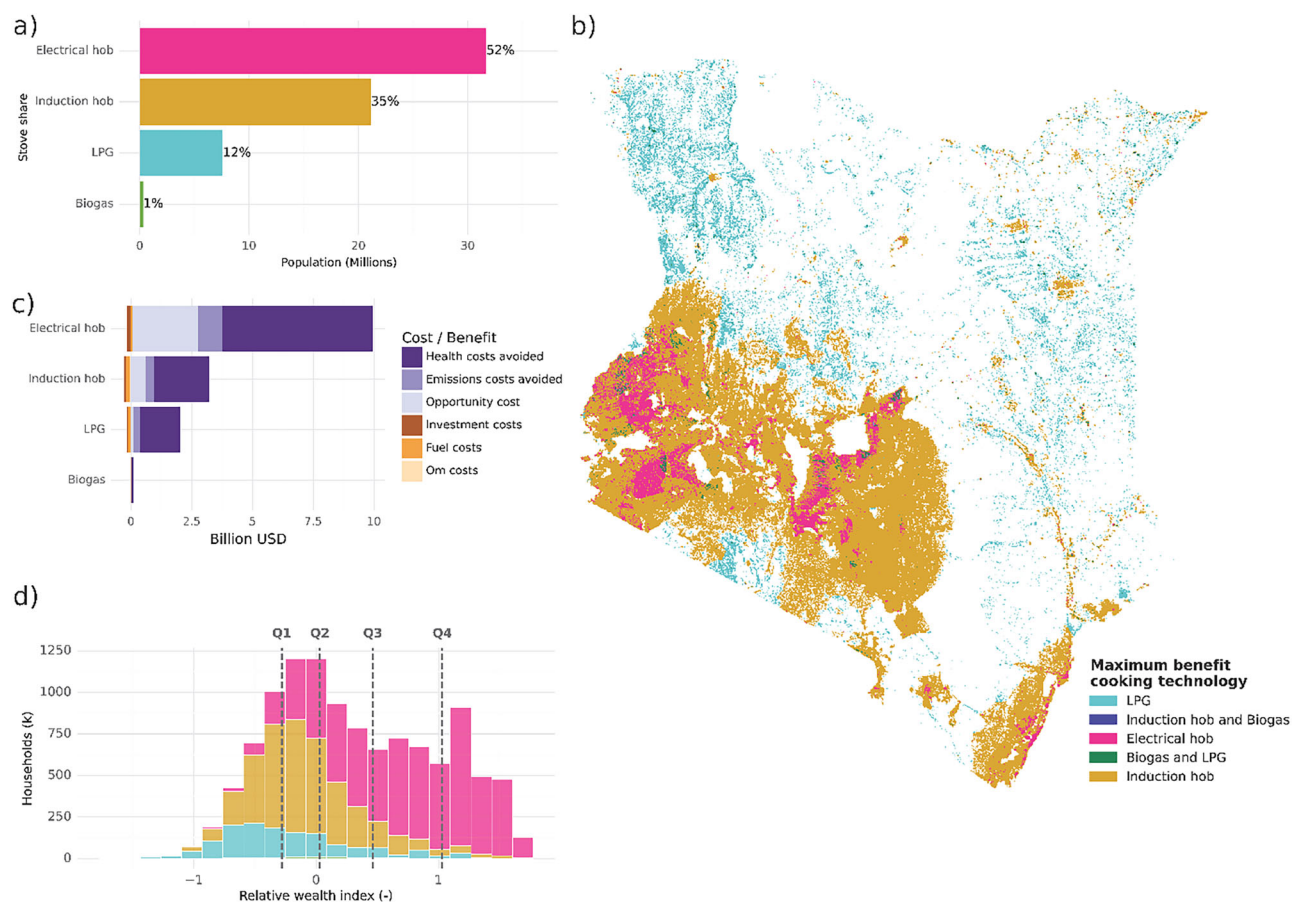 a)
Stove share
Electrical hob
52%
Induction hob
35%
LPG
12%
Biogas
1%
0
10
20
30
Population (Millions)
b)
Maximum benefit
cooking technology
LPG
Induction hob and Biogas
Electrical hob
Biogas and LPG
Induction hob
c)
Electrical hob
Induction hob
LPG
Biogas
0
2.5
5
7.5
10
Billion USD
Cost / Benefit
Health costs avoided
Emissions costs avoided
Opportunity cost
Investment costs
Fuel costs
Om costs
d)
Q1
Q2
Q3
Q4
Households (k)
1250
1000
750
500
250
0
−1
0
1
Relative wealth index (-)